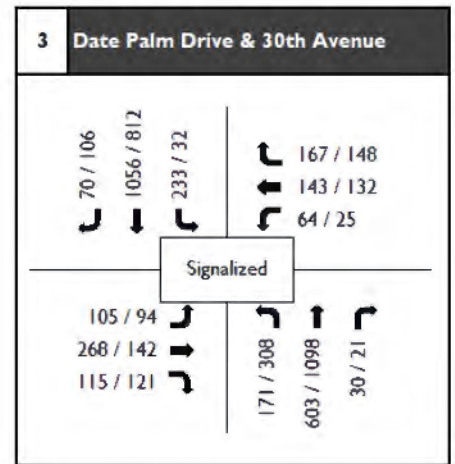 3 Date Palm Drive & 30th Avenue
70 / 106
1056 / 812
233 / 32
167 / 148
143 / 132
64 / 25
Signalized
105 / 94
268 / 142
115 / 121
171 / 308
603 / 1098
30 / 21